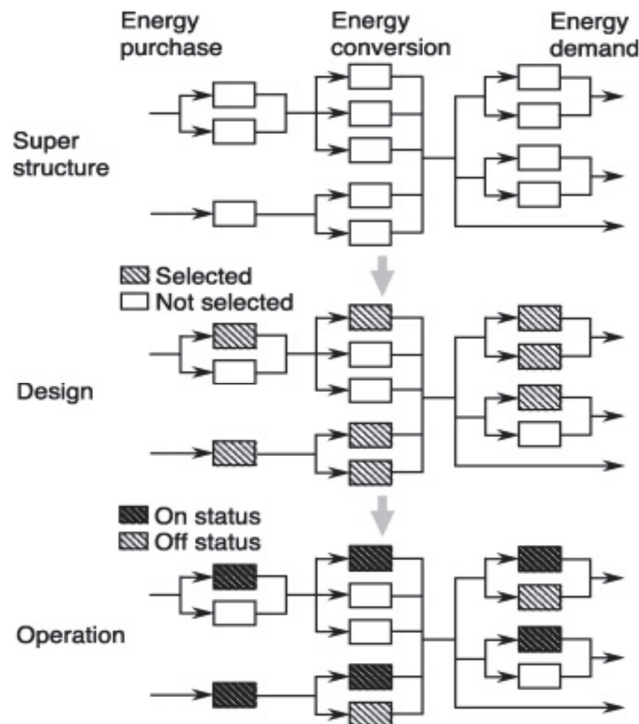 Energy purchase
Energy conversion
Energy demand
Super structure
Selected
Not selected
Design
On status
Off status
Operation